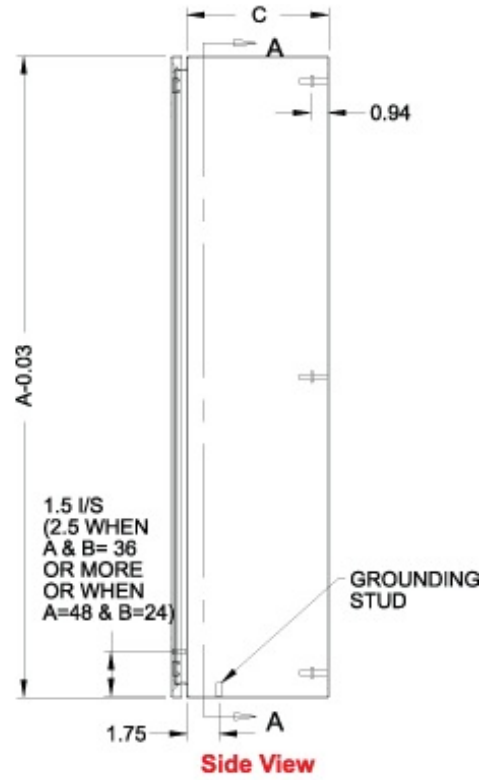 C
A
0.94
A-0.03
1.5 I/S
(2.5 WHEN
A & B= 36
OR MORE
OR WHEN
A=48 & B=24)
GROUNDING
STUD
1.75
A
Side View